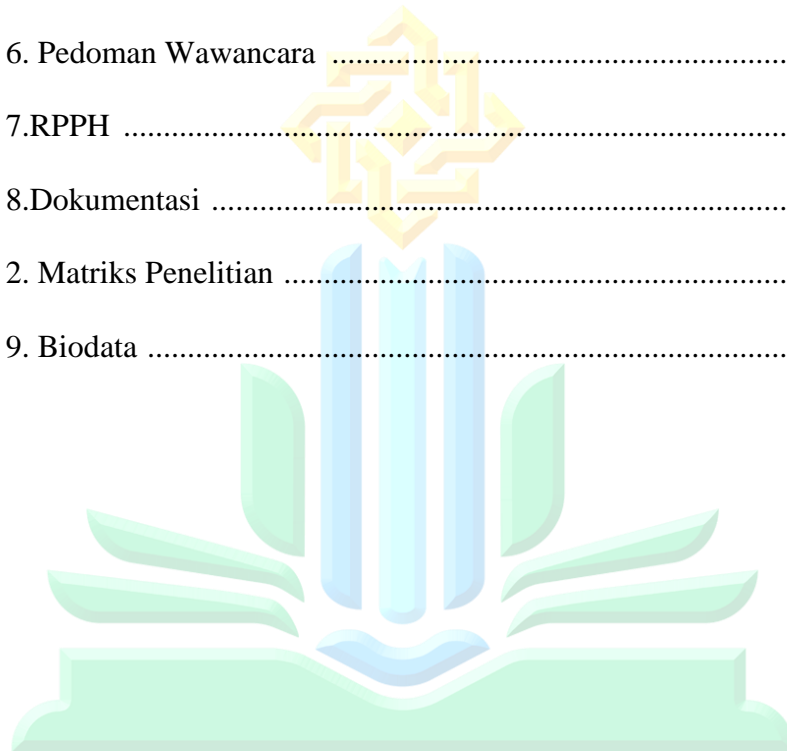 6. Pedoman Wawancara ........................................................
7.RPPH ..................................................................................
8.Dokumentasi .......................................................................
2. Matriks Penelitian ..............................................................
9. Biodata ...............................................................................